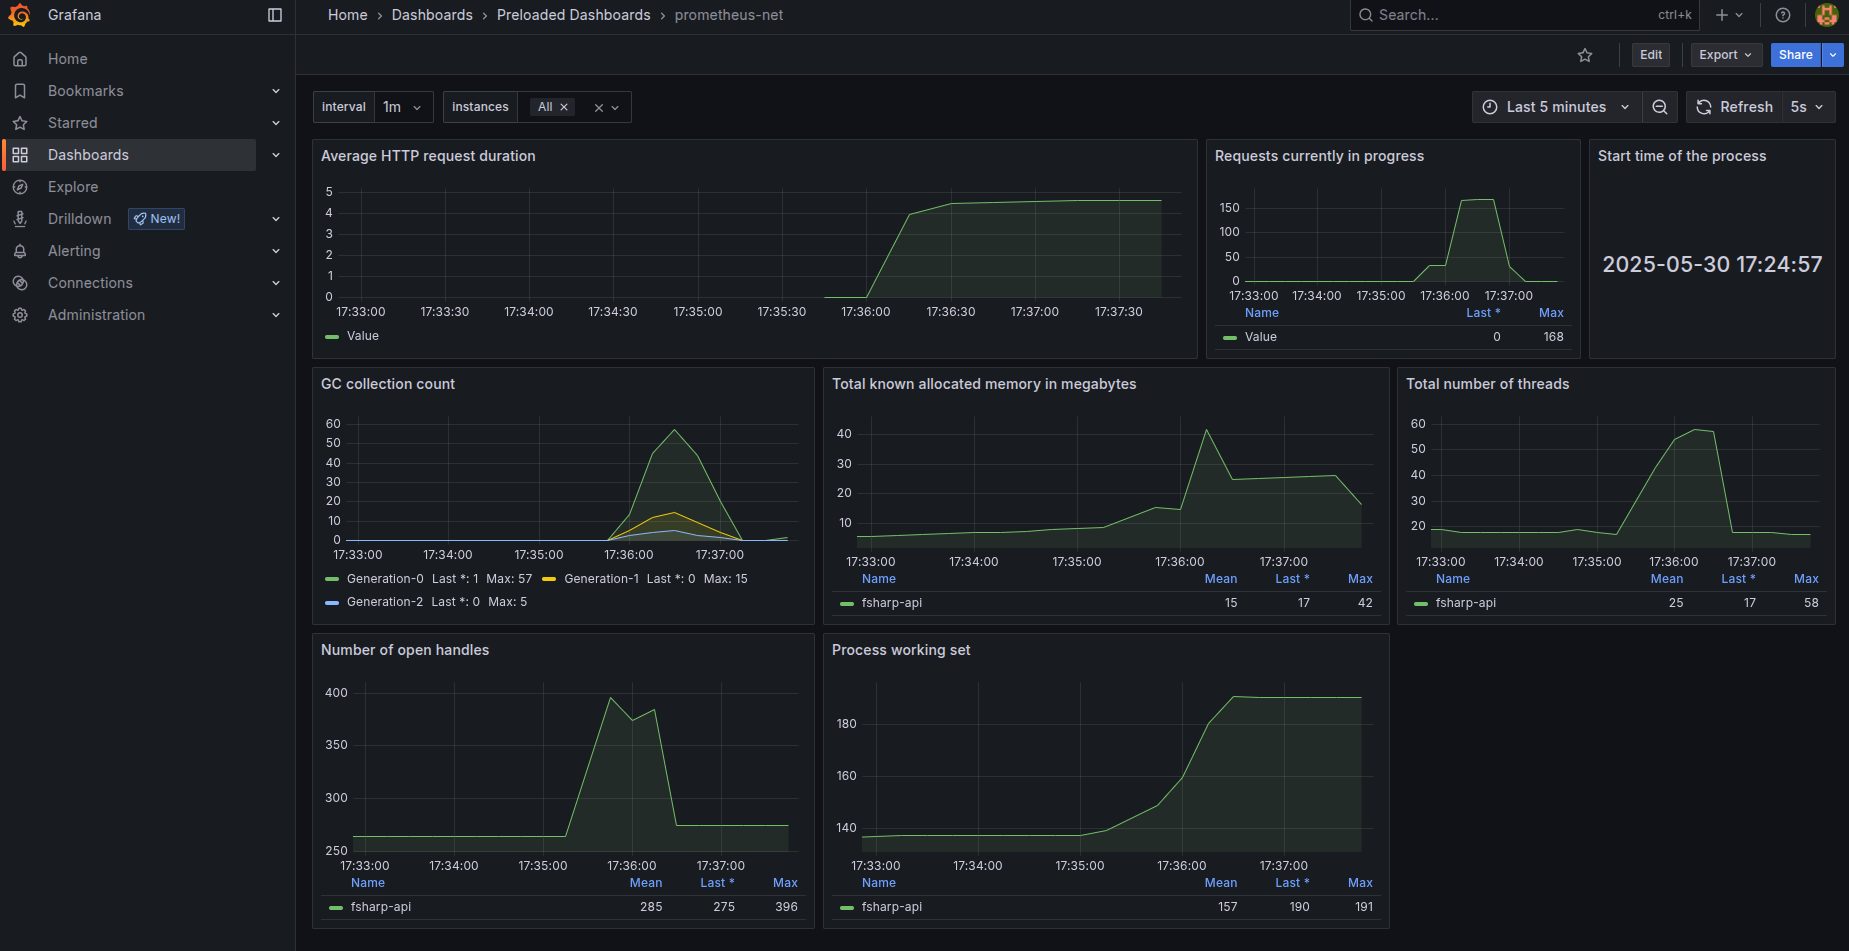 Grafana
Home › Dashboards › Preloaded Dashboards › prometheus-net
Search... ctrl+k
Home
Bookmarks
Starred
Dashboards
Explore
Drilldown New!
Alerting
Connections
Administration
Edit Export Share
interval 1m instances All
Last 5 minutes Refresh 5s
Average HTTP request duration
5
4
3
2
1
0
17:33:00 17:33:30 17:34:00 17:34:30 17:35:00 17:35:30 17:36:00 17:36:30 17:37:00 17:37:30
Value
Requests currently in progress
150
100
50
0
17:33:00 17:34:00 17:35:00 17:36:00 17:37:00
Name Last * Max
Value 0 168
Start time of the process
2025-05-30 17:24:57
GC collection count
60
50
40
30
20
10
0
17:33:00 17:34:00 17:35:00 17:36:00 17:37:00
Generation-0 Last *: 1 Max: 57 Generation-1 Last *: 0 Max: 15
Generation-2 Last *: 0 Max: 5
Total known allocated memory in megabytes
40
30
20
10
17:33:00 17:34:00 17:35:00 17:36:00 17:37:00
Name Mean Last * Max
fsharp-api 15 17 42
Total number of threads
60
50
40
30
20
17:33:00 17:34:00 17:35:00 17:36:00 17:37:00
Name Mean Last * Max
fsharp-api 25 17 58
Number of open handles
400
350
300
250
17:33:00 17:34:00 17:35:00 17:36:00 17:37:00
Name Mean Last * Max
fsharp-api 285 275 396
Process working set
180
160
140
17:33:00 17:34:00 17:35:00 17:36:00 17:37:00
Name Mean Last * Max
fsharp-api 157 190 191